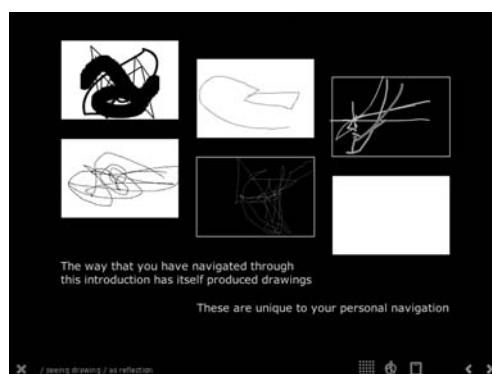 The way that you have navigated through
this introduction has itself produced drawings
These are unique to your personal navigation
/ seeing drawing / as reflection